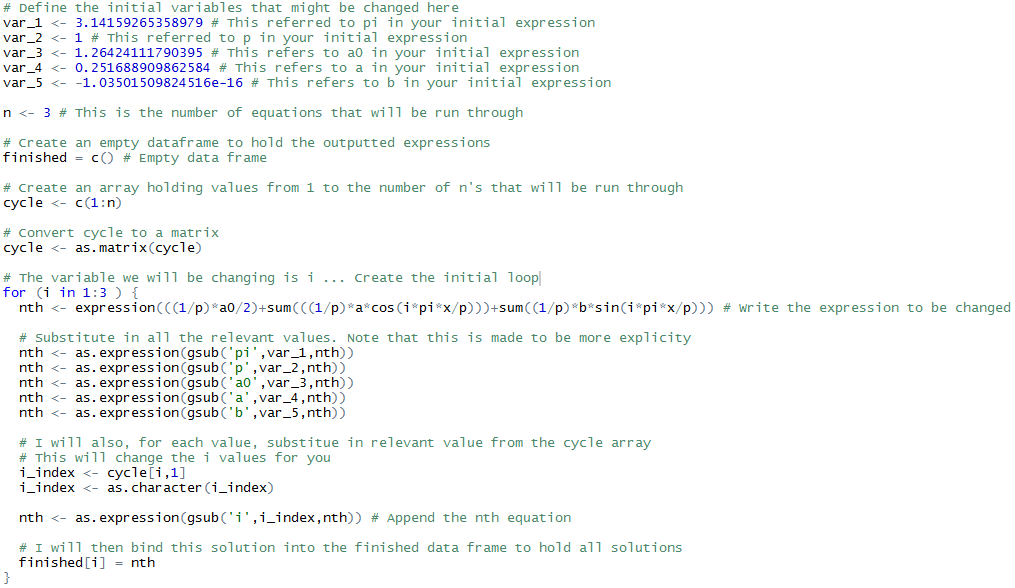 # Define the initial variables that might be changed here
var_1 <- 3.14159265358979 # This referred to pi in your initial expression
var_2 <- 1 # This referred to p in your initial expression
var_3 <- 1.26424111790395 # This refers to a0 in your initial expression
var_4 <- 0.251688909862584 # This refers to a in your initial expression
var_5 <- -1.03501509824516e-16 # This refers to b in your initial expression
n <- 3 # This is the number of equations that will be run through
# Create an empty dataframe to hold the outputted expressions
finished = c() # Empty data frame
# Create an array holding values from 1 to the number of n's that will be run through
cycle <- c(1:n)
# Convert cycle to a matrix
cycle <- as.matrix(cycle)
# The variable we will be changing is i ... Create the initial loop
for (i in 1:3 ) {
  nth <- expression(((1/p)*a0/2)+sum(((1/p)*a*cos(i*pi*x/p)))+sum((1/p)*b*sin(i*pi*x/p))) # Write the expression to be changed
  # Substitute in all the relevant values. Note that this is made to be more explicity
  nth <- as.expression(gsub('pi',var_1,nth))
  nth <- as.expression(gsub('p',var_2,nth))
  nth <- as.expression(gsub('a0',var_3,nth))
  nth <- as.expression(gsub('a',var_4,nth))
  nth <- as.expression(gsub('b',var_5,nth))
  # I will also, for each value, substitue in relevant value from the cycle array
  # This will change the i values for you
  i_index <- cycle[i,1]
  i_index <- as.character(i_index)
  nth <- as.expression(gsub('i',i_index,nth)) # Append the nth equation
  # I will then bind this solution into the finished data frame to hold all solutions
  finished[i] = nth
}